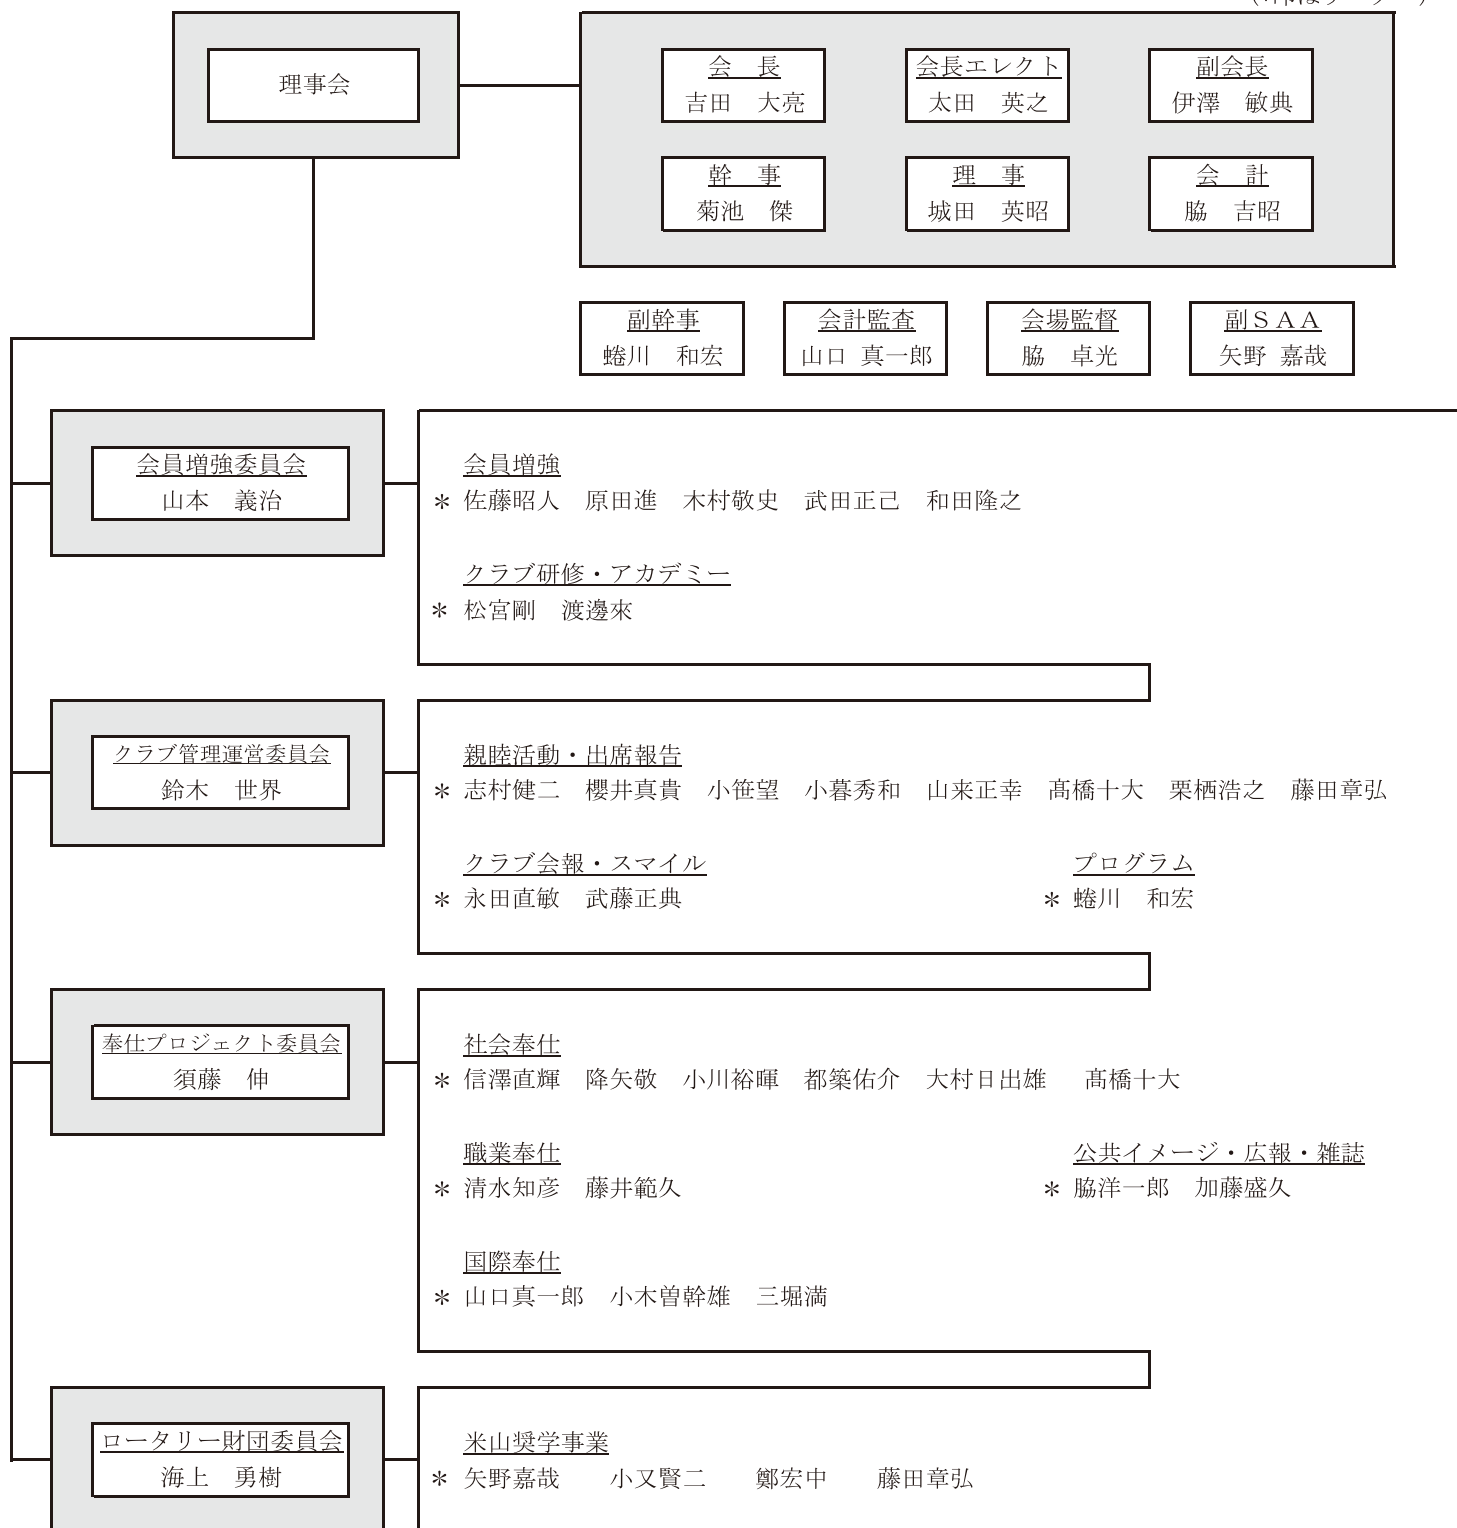 理事会
会　長
吉田　大亮
会長エレクト
太田　英之
副会長
伊澤　敏典
幹　事
菊池　傑
理　事
城田　英昭
会　計
脇　吉昭
副幹事
蜷川　和宏
会計監査
山口 真一郎
会場監督
脇　卓光
副ＳＡＡ
矢野 嘉哉
会員増強委員会
山本　義治
会員増強
＊ 佐藤昭人　原田進　木村敬史　武田正己　和田隆之
クラブ研修・アカデミー
＊ 松宮剛　渡邊來
クラブ管理運営委員会
鈴木　世界
親睦活動・出席報告
＊ 志村健二　櫻井真貴　小笹望　小暮秀和　山来正幸　髙橋十大　栗栖浩之　藤田章弘
クラブ会報・スマイル
＊ 永田直敏　武藤正典
プログラム
＊ 蜷川　和宏
奉仕プロジェクト委員会
須藤　伸
社会奉仕
＊ 信澤直輝　降矢敬　小川裕暉　都築佑介　大村日出雄　髙橋十大
職業奉仕
＊ 清水知彦　藤井範久
公共イメージ・広報・雑誌
＊ 脇洋一郎　加藤盛久
国際奉仕
＊ 山口真一郎　小木曽幹雄　三堀満
ロータリー財団委員会
海上　勇樹
米山奨学事業
＊ 矢野嘉哉　　小又賢二　　鄭宏中　　藤田章弘